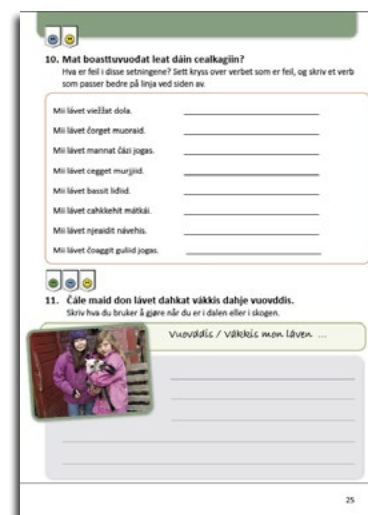 10. Mat boasttuvuođat leat dáin cealkagiin?
Hva er feil i disse setningene? Sett kryss over verbet som er feil, og skriv et verb
som passer bedre på linja ved siden av.
Mii lávet viežžat dola.
Mii lávet čorget muoraid.
Mii lávet mannat čázi jogas.
Mii lávet cegget murjjiid.
Mii lávet bassit liđiid.
Mii lávet cahkkehit mátkái.
Mii lávet njeaidit návehis.
Mii lávet čoaggit guliid jogas.
11. Čále maid don lávet dahkat vákkis dahje vuovddis.
Skriv hva du bruker å gjøre når du er i dalen eller i skogen.
Vuovddis / Vákkis mon láven ...
25